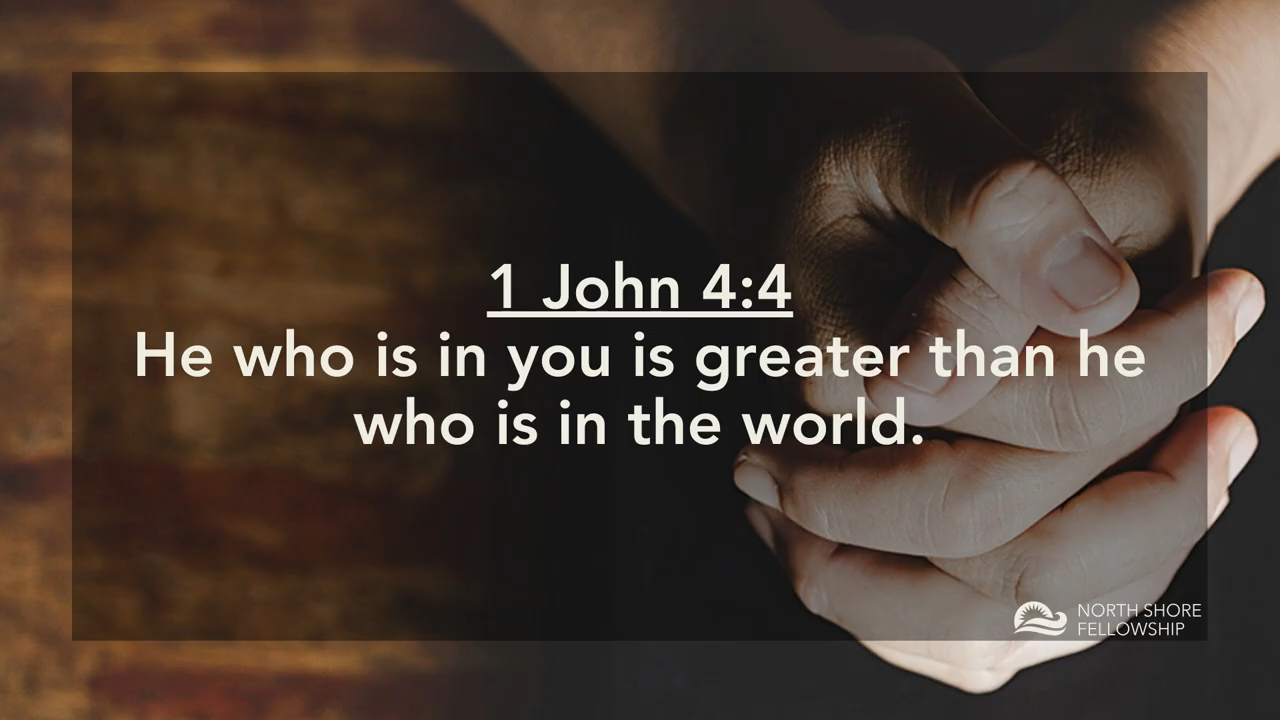 1 John 4:4
He who is in you is greater than he
who is in the world.
NORTH SHORE
FELLOWSHIP